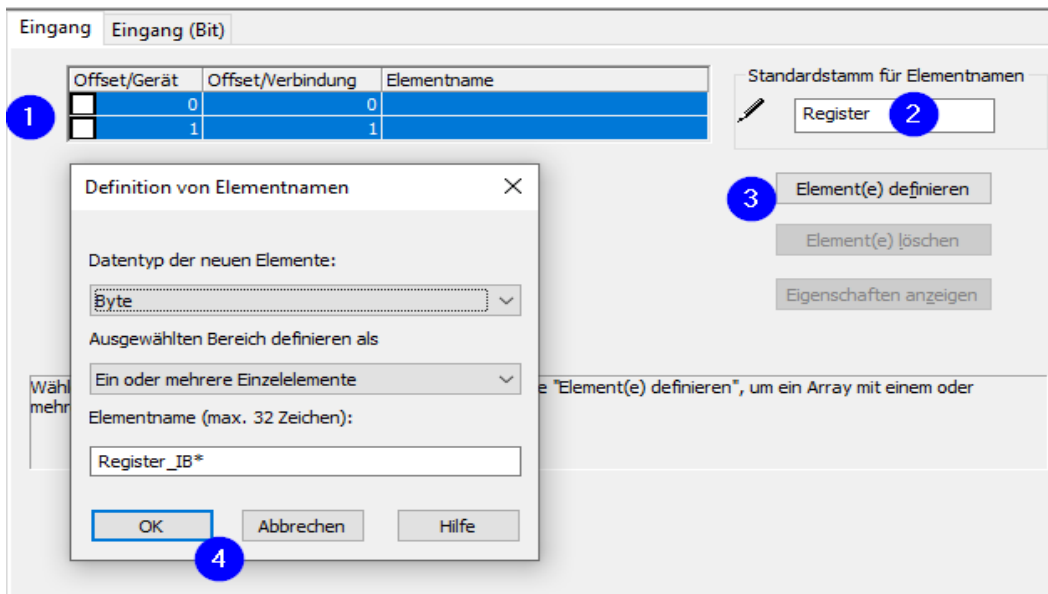 Eingang Eingang (Bit)
Offset/Gerät Offset/Verbindung Elementname
0 0
1 1
1
Standardstamm für Elementnamen
Register
2
3
Element(e) definieren
Element(e) löschen
Eigenschaften anzeigen
Definition von Elementnamen
Datentyp der neuen Elemente:
Byte
Ausgewählten Bereich definieren als
Ein oder mehrere Einzelelemente
Elementname (max. 32 Zeichen):
Register_IB*
OK Abbrechen Hilfe
4
Wähl
e "Element(e) definieren", um ein Array mit einem oder
mehr